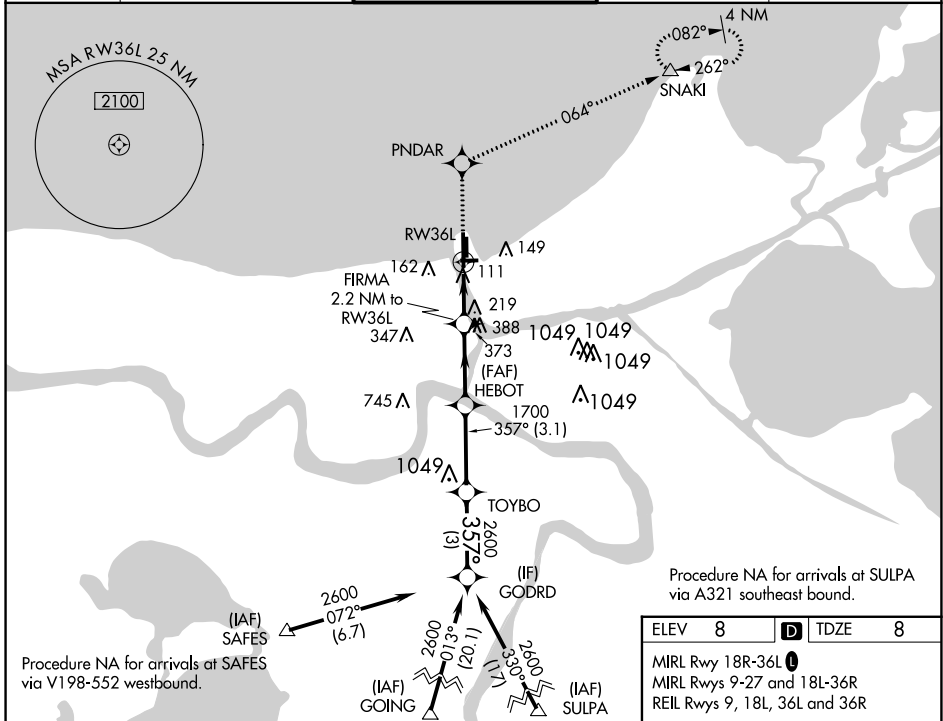 MSA RW36L 25 NM
2100
4 NM
082°
262°
SNAKI
064°
PNDAR
RW36L
149
162
111
FIRMA
2.2 NM to
RW36L
219
388
347
373
1049 1049
1049
1049
(FAF)
HEBOT
745
1700
357° (3.1)
1049
TOYBO
2600
357°
(3)
(IF)
GODRD
Procedure NA for arrivals at SULPA
via A321 southeast bound.
2600
072°
(6.7)
(IAF)
SAFES
Procedure NA for arrivals at SAFES
via V198-552 westbound.
2600
013°
(20.1)
(IAF)
GOING
2600
330°
(17)
(IAF)
SULPA
ELEV 8 D TDZE 8
MIRL Rwy 18R-36L L
MIRL Rwys 9-27 and 18L-36R
REIL Rwys 9, 18L, 36L and 36R